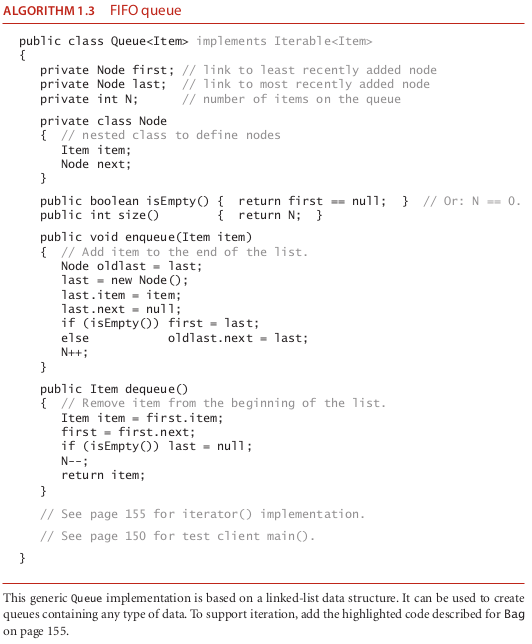 ALGORITHM 1.3 FIFO queue
public class Queue<Item> implements Iterable<Item>
{
   private Node first; // link to least recently added node
   private Node last;  // link to most recently added node
   private int N;      // number of items on the queue
   private class Node
   {  // nested class to define nodes
      Item item;
      Node next;
   }
   public boolean isEmpty() {  return first == null;  }  // Or: N == 0.
   public int size()        {  return N;  }
   public void enqueue(Item item)
   {  // Add item to the end of the list.
      Node oldlast = last;
      last = new Node();
      last.item = item;
      last.next = null;
      if (isEmpty()) first = last;
      else           oldlast.next = last;
      N++;
   }
   public Item dequeue()
   {  // Remove item from the beginning of the list.
      Item item = first.item;
      first = first.next;
      if (isEmpty()) last = null;
      N--;
      return item;
   }
   // See page 155 for iterator() implementation.
   // See page 150 for test client main().
}
This generic Queue implementation is based on a linked-list data structure. It can be used to create
queues containing any type of data. To support iteration, add the highlighted code described for Bag
on page 155.